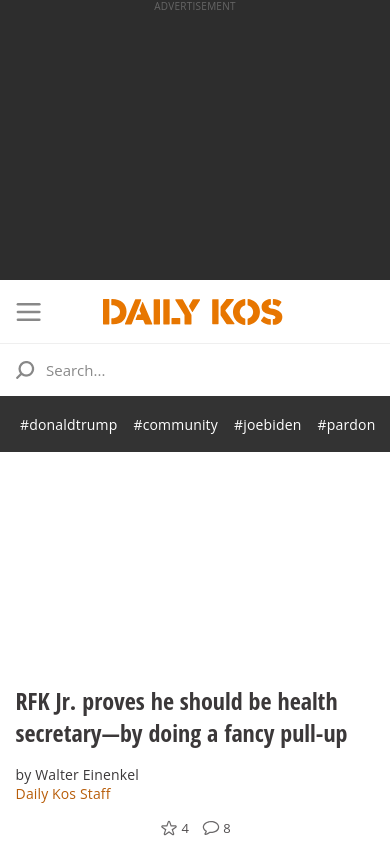 ADVERTISEMENT
DAILY KOS
Search...
#donaldtrump #community #joebiden #pardon
RFK Jr. proves he should be health
secretary—by doing a fancy pull-up
by Walter Einenkel
Daily Kos Staff
4 8